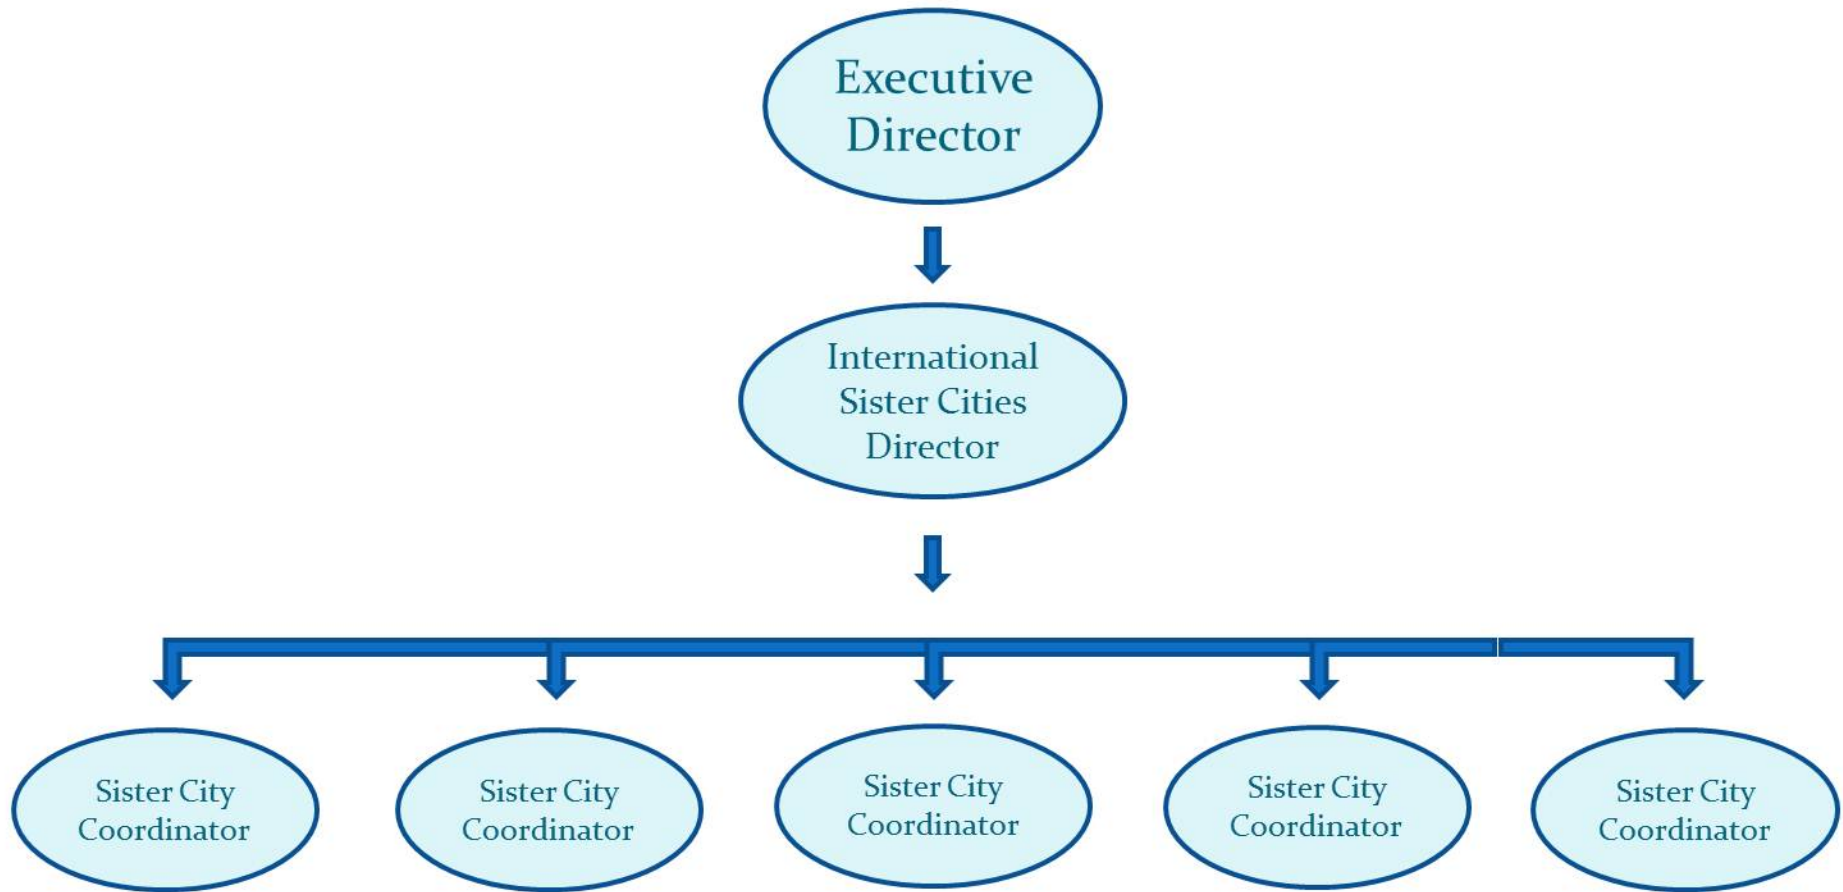 Executive
Director
International
Sister Cities
Director
Sister City
Coordinator
Sister City
Coordinator
Sister City
Coordinator
Sister City
Coordinator
Sister City
Coordinator